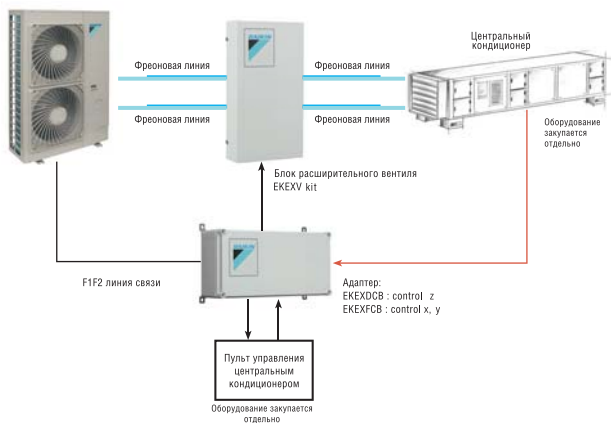 Центральный
кондиционер
Фреоновая линия
Фреоновая линия
Фреоновая линия
Фреоновая линия
Оборудование
закупается
отдельно
Блок расширительного вентиля
EKEXV kit
F1F2 линия связи
Адаптер:
EKEXDCB : control z
EKEXFCB : control x, y
Пульт управления
центральным
кондиционером
Оборудование закупается
отдельно